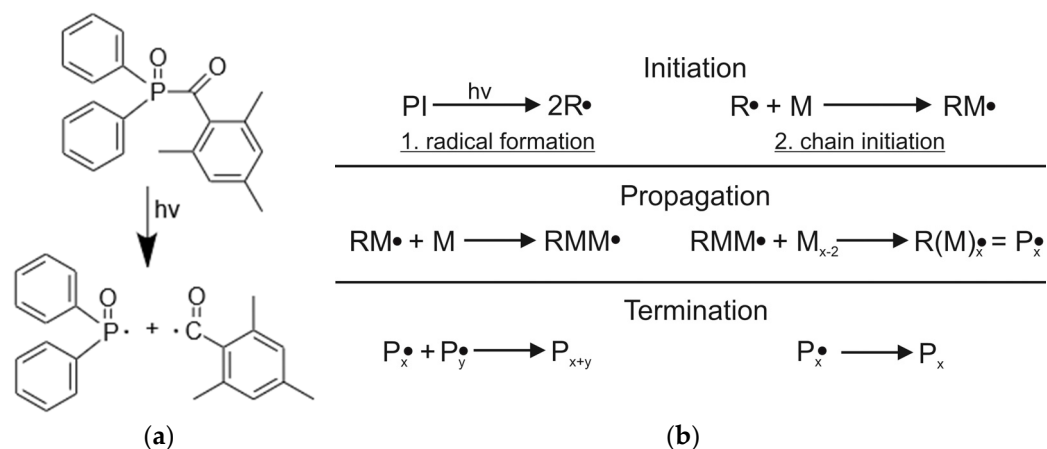 O
O
P
C
hv
O
O
P· + ·C
(a)
Initiation
PI hv 2R• R• + M RM•
1. radical formation 2. chain initiation
Propagation
RM• + M RMM• RMM• + Mₓ₋₂ R(M)ₓ• = Pₓ•
Termination
Pₓ• + Pᵧ• Pₓ₊ᵧ Pₓ• Pₓ
(b)